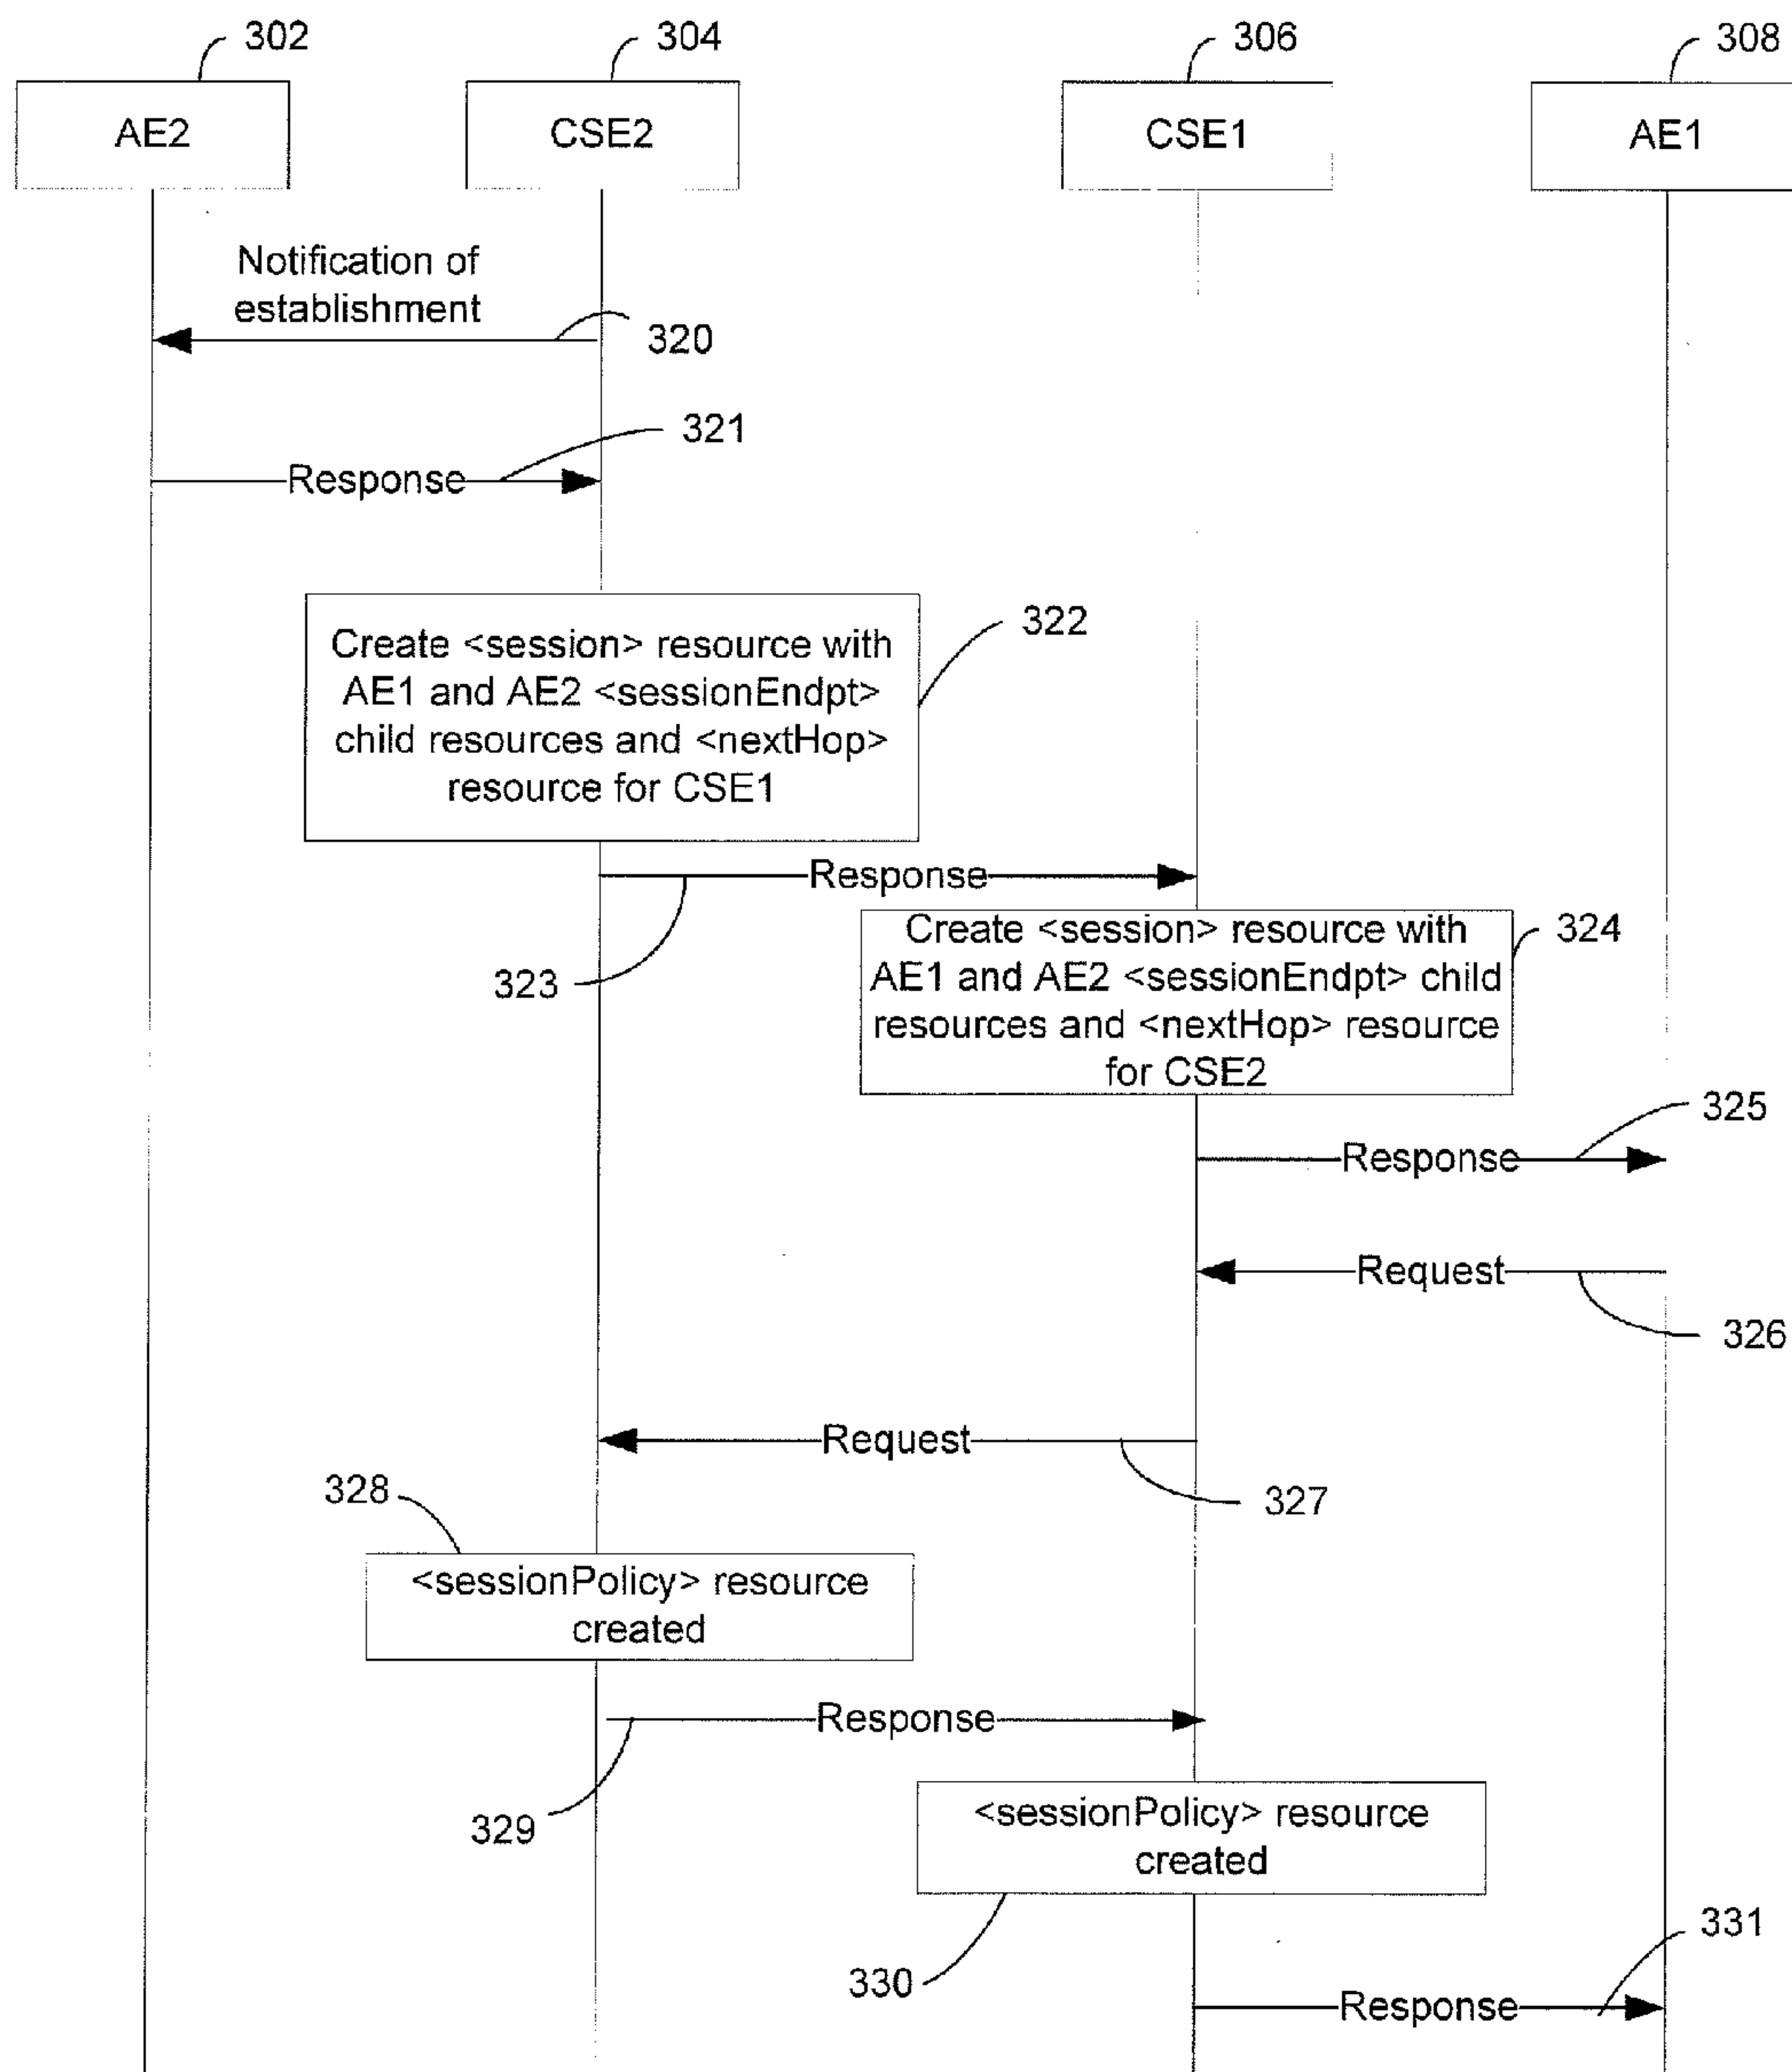 302
304
306
308
AE2
CSE2
CSE1
AE1
Notification of
establishment
320
321
Response
322
Create <session> resource with
AE1 and AE2 <sessionEndpt>
child resources and <nextHop>
resource for CSE1
Response
323
324
Create <session> resource with
AE1 and AE2 <sessionEndpt> child
resources and <nextHop> resource
for CSE2
325
Response
Request
326
Request
327
328
<sessionPolicy> resource
created
Response
329
<sessionPolicy> resource
created
330
331
Response